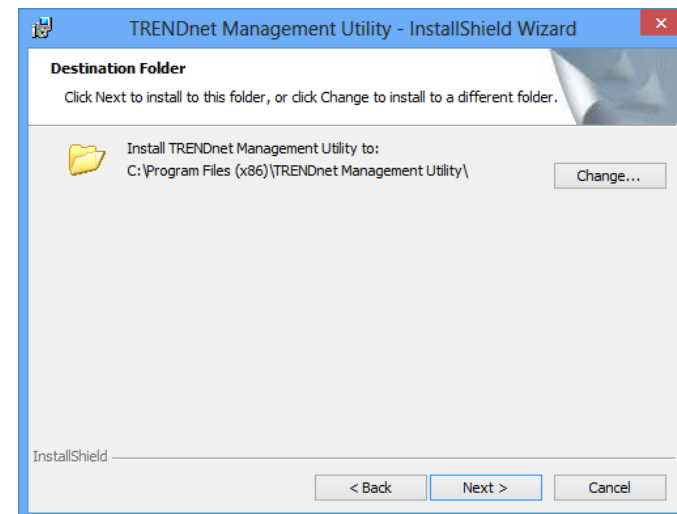 TRENDnet Management Utility - InstallShield Wizard
Destination Folder
Click Next to install to this folder, or click Change to install to a different folder.
Install TRENDnet Management Utility to:
C:\Program Files (x86)\TRENDnet Management Utility\
Change...
InstallShield
< Back
Next >
Cancel